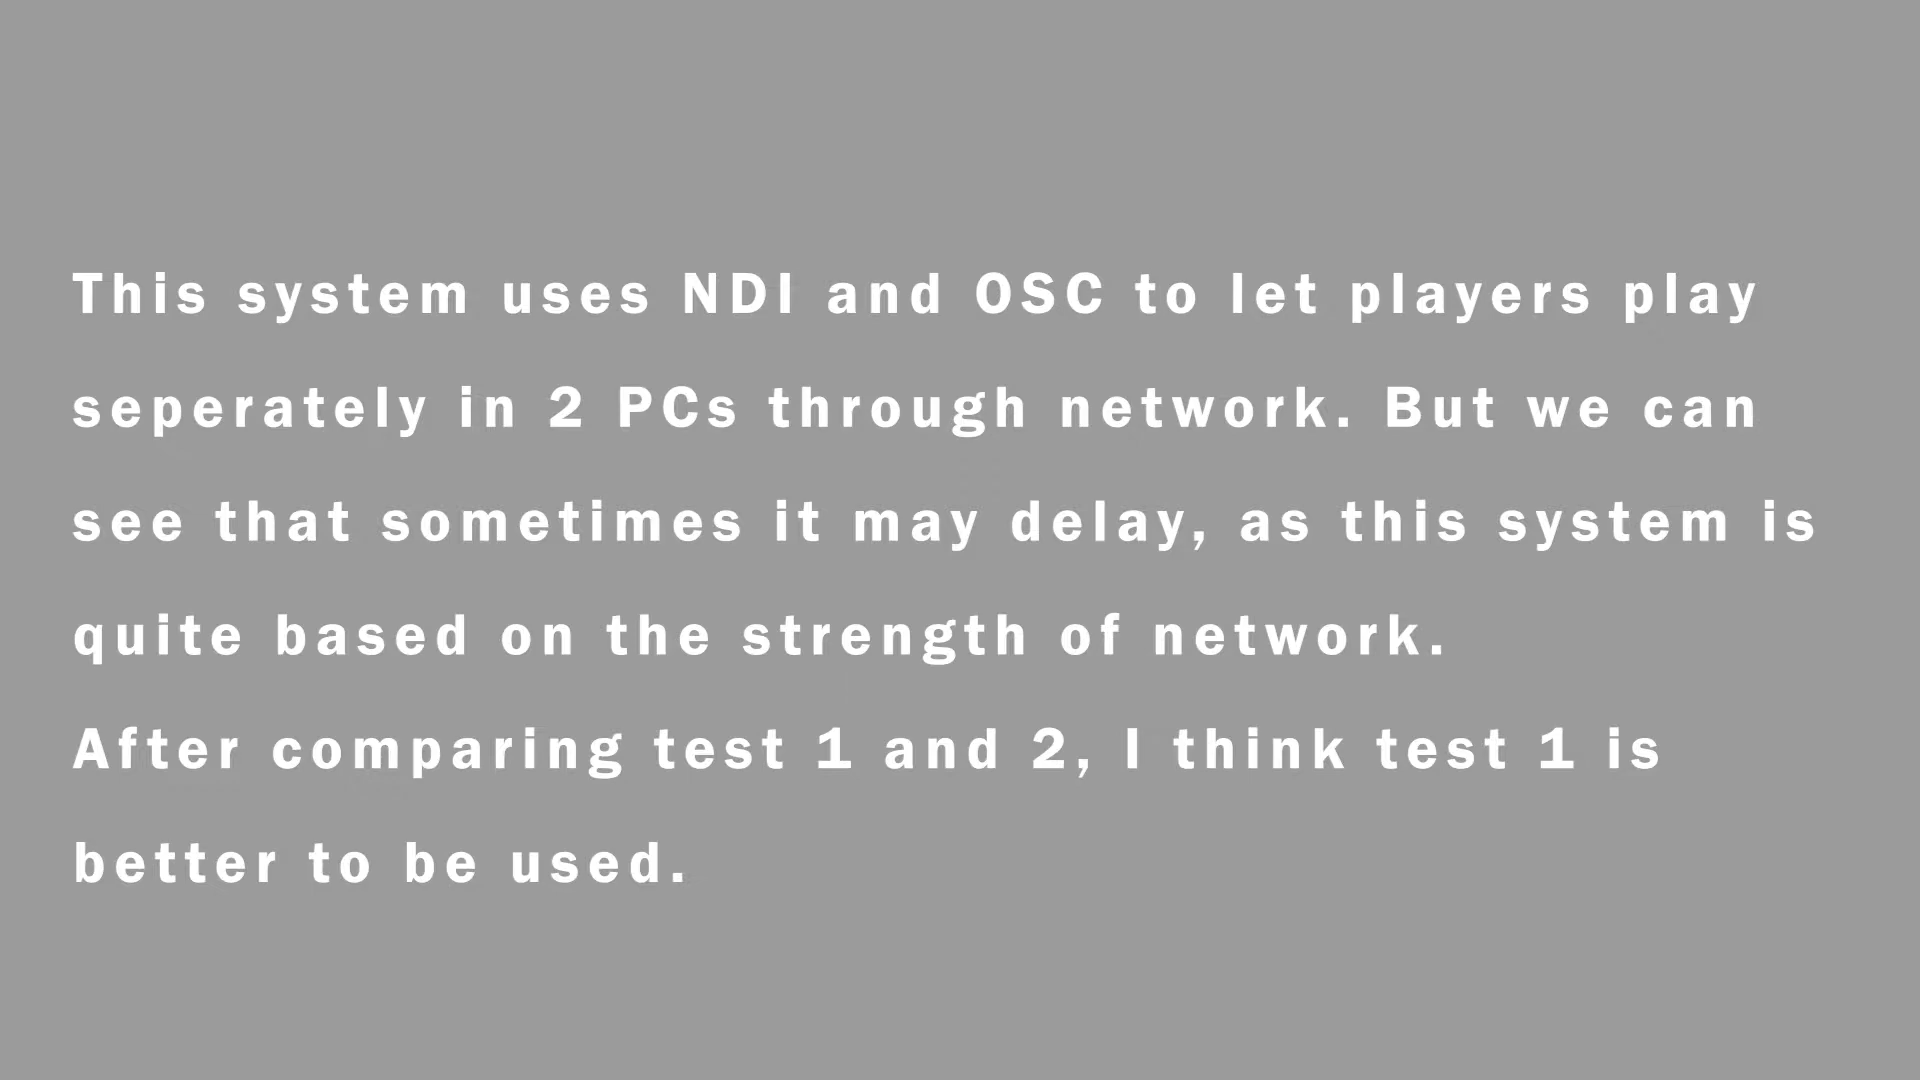 This system uses NDI and OSC to let players play
seperately in 2 PCs through network. But we can
see that sometimes it may delay, as this system is
quite based on the strength of network.
After comparing test 1 and 2, I think test 1 is
better to be used.